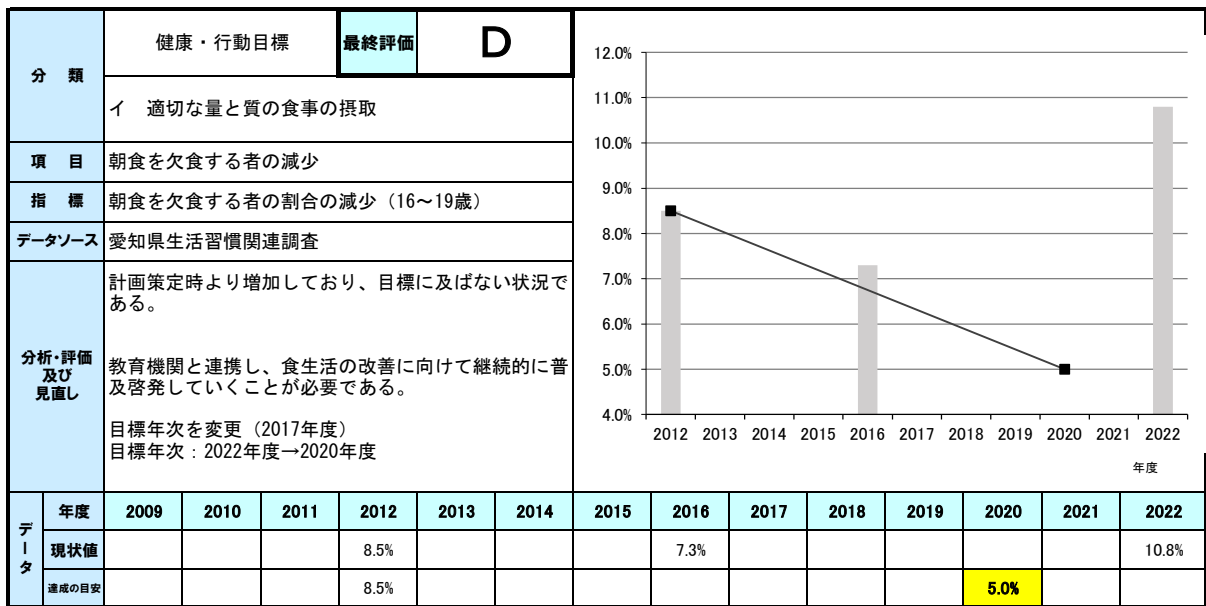 分　類
健康・行動目標
最終評価
D
イ　適切な量と質の食事の摂取
項　目
朝食を欠食する者の減少
指　標
朝食を欠食する者の割合の減少（16～19歳）
データソース
愛知県生活習慣関連調査
分析・評価
及び
見直し
計画策定時より増加しており、目標に及ばない状況で
ある。
教育機関と連携し、食生活の改善に向けて継続的に普
及啓発していくことが必要である。
目標年次を変更（2017年度）
目標年次：2022年度→2020年度
12.0%
11.0%
10.0%
9.0%
8.0%
7.0%
6.0%
5.0%
4.0%
2012 2013 2014 2015 2016 2017 2018 2019 2020 2021 2022
年度
データ
年度 2009 2010 2011 2012 2013 2014 2015 2016 2017 2018 2019 2020 2021 2022
現状値 8.5% 7.3% 10.8%
達成の目安 8.5% 5.0%